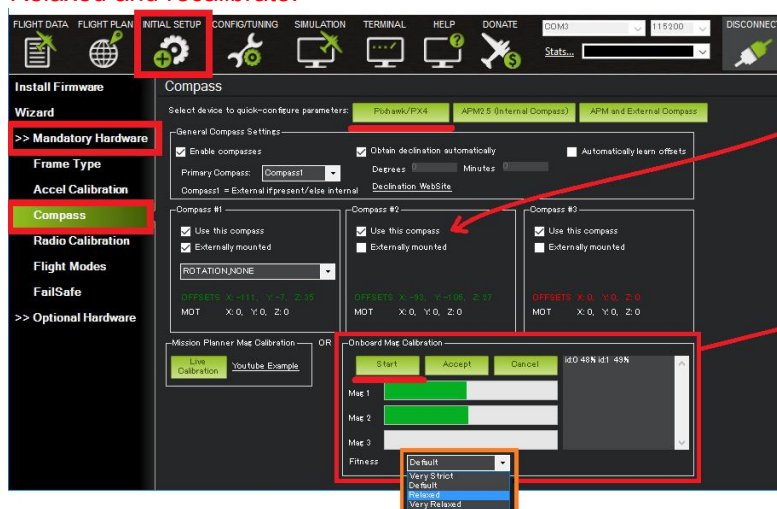 Relaxed and recalibrate.
FLIGHT DATA FLIGHT PLAN INITIAL SETUP CONFIG/TUNING SIMULATION TERMINAL HELP DONATE COM3 115200 DISCONNECT
Stats...
Install Firmware
Wizard
>> Mandatory Hardware
Frame Type
Accel Calibration
Compass
Radio Calibration
Flight Modes
FailSafe
>> Optional Hardware
Compass
Select device to quick-configure parameters: Pixhawk/PX4 APM2.5 (Internal Compass) APM and External Compass
General Compass Settings
Enable compasses Obtain declination automatically Automatically learn offsets
Primary Compass: Compass1 Degrees 0 Minutes 0
Compass1 = External if present/else internal Declination WebSite
Compass #1
Use this compass
Externally mounted
ROTATION_NONE
OFFSETS X: -111, Y: -7, Z: 35
MOT X: 0, Y: 0, Z: 0
Compass #2
Use this compass
Externally mounted
OFFSETS X: -93, Y: -106, Z: 57
MOT X: 0, Y: 0, Z: 0
Compass #3
Use this compass
Externally mounted
OFFSETS X: 0, Y: 0, Z: 0
MOT X: 0, Y: 0, Z: 0
Mission Planner Mag Calibration OR
Live
Calibration
Youtube Example
Onboard Mag Calibration
Start Accept Cancel id:0 48% id:1 49%
Mag 1
Mag 2
Mag 3
Fitness Default
Very Strict
Default
Relaxed
Very Relaxed